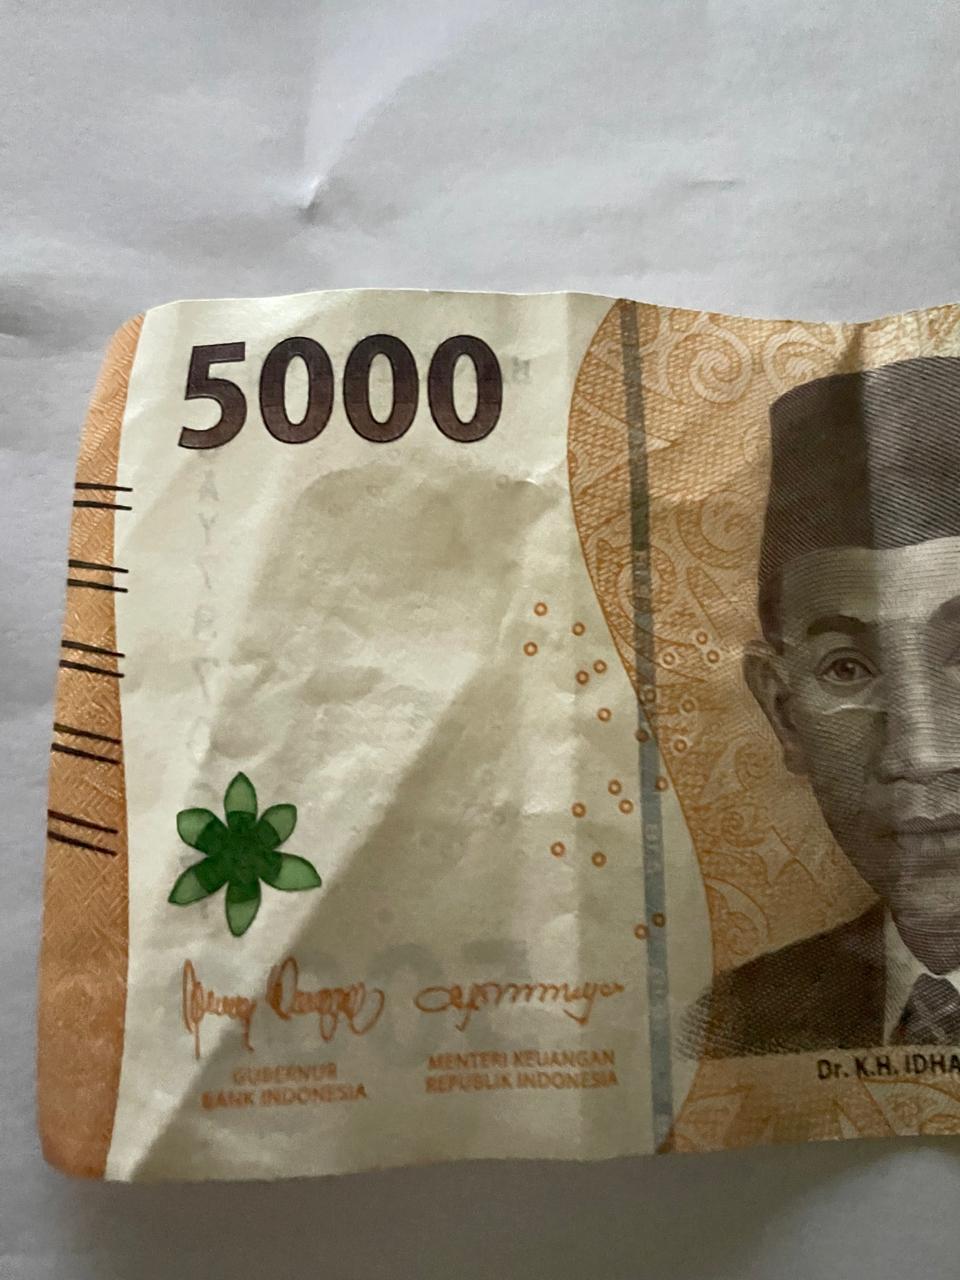 5000
GUBERNUR
BANK INDONESIA
MENTERI KEUANGAN
REPUBLIK INDONESIA
Dr. K.H. IDHA